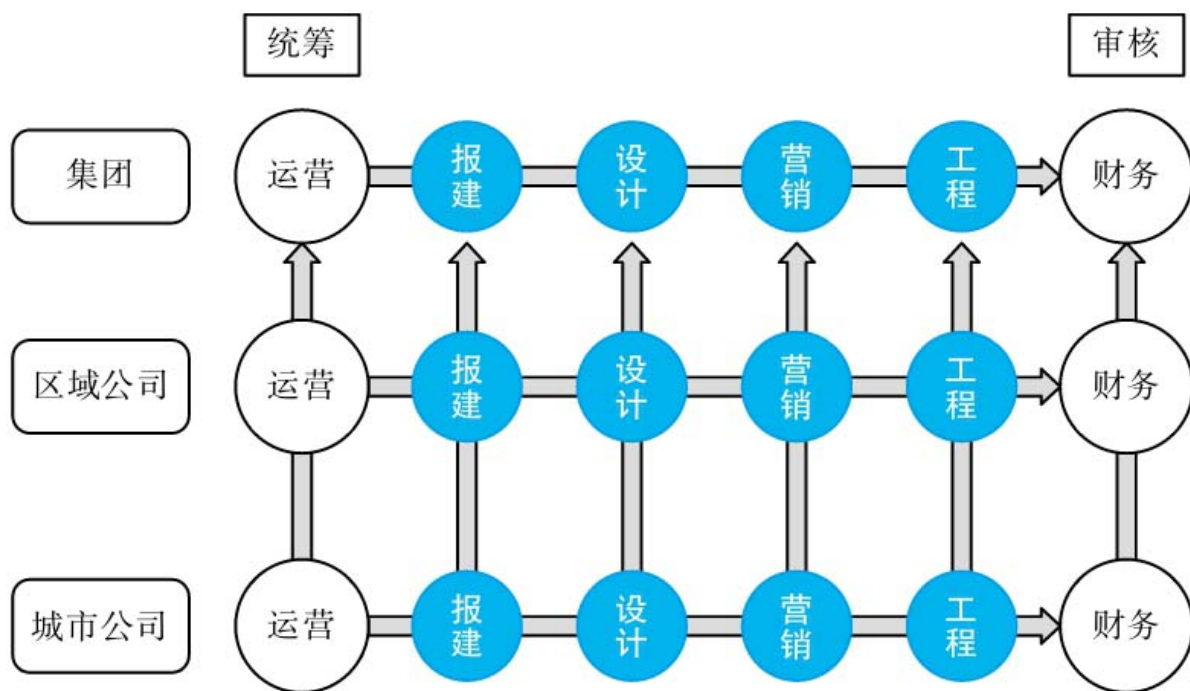 统筹
审核
集团
运营
报建
设计
营销
工程
财务
区域公司
运营
报建
设计
营销
工程
财务
城市公司
运营
报建
设计
营销
工程
财务